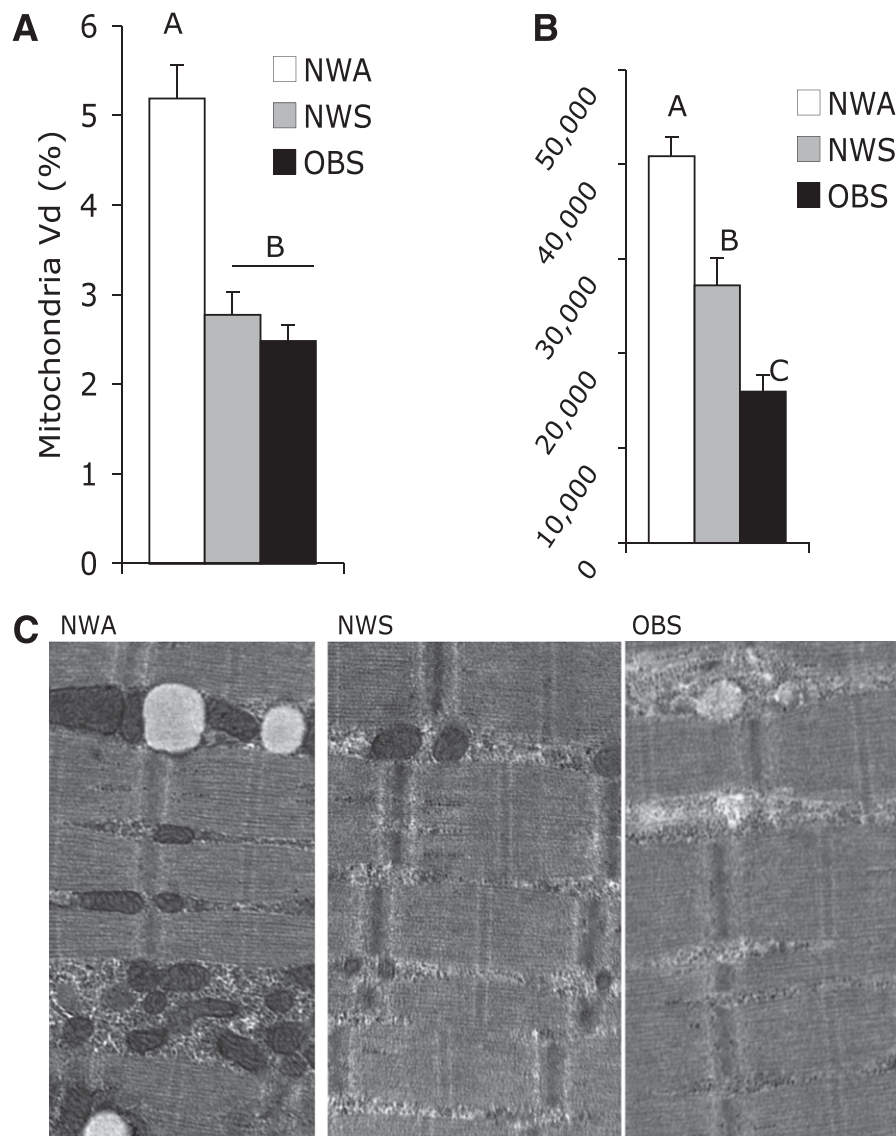 A
Mitochondria Vd (%)
6
5
4
3
2
1
0
A
B
NWA
NWS
OBS
B
50,000
40,000
30,000
20,000
10,000
0
A
B
C
NWA
NWS
OBS
C
NWA
NWS
OBS